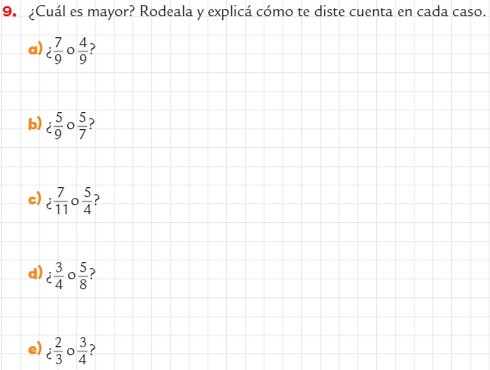 9. ¿Cuál es mayor? Rodeala y explicá cómo te diste cuenta en cada caso.
a) ¿7/9 o 4/9?
b) ¿5/9 o 5/7?
c) ¿7/11 o 5/4?
d) ¿3/4 o 5/8?
e) ¿2/3 o 3/4?